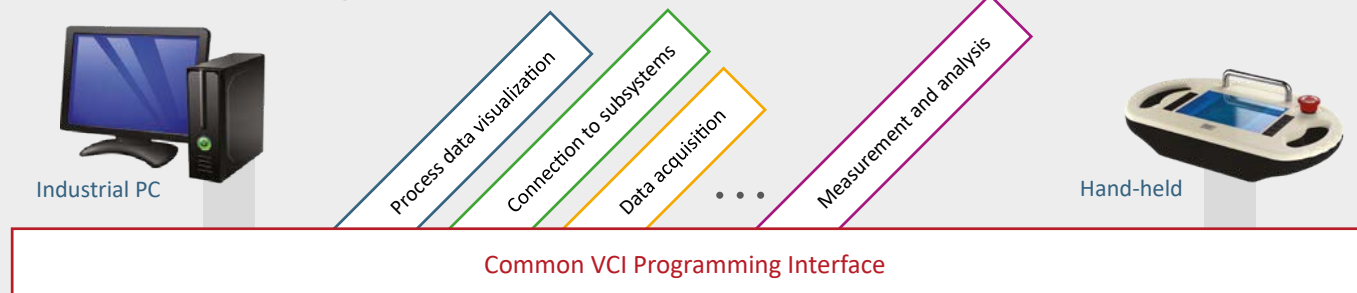 Industrial PC
Process data visualization
Connection to subsystems
Data acquisition
...
Measurement and analysis
Hand-held
Common VCI Programming Interface